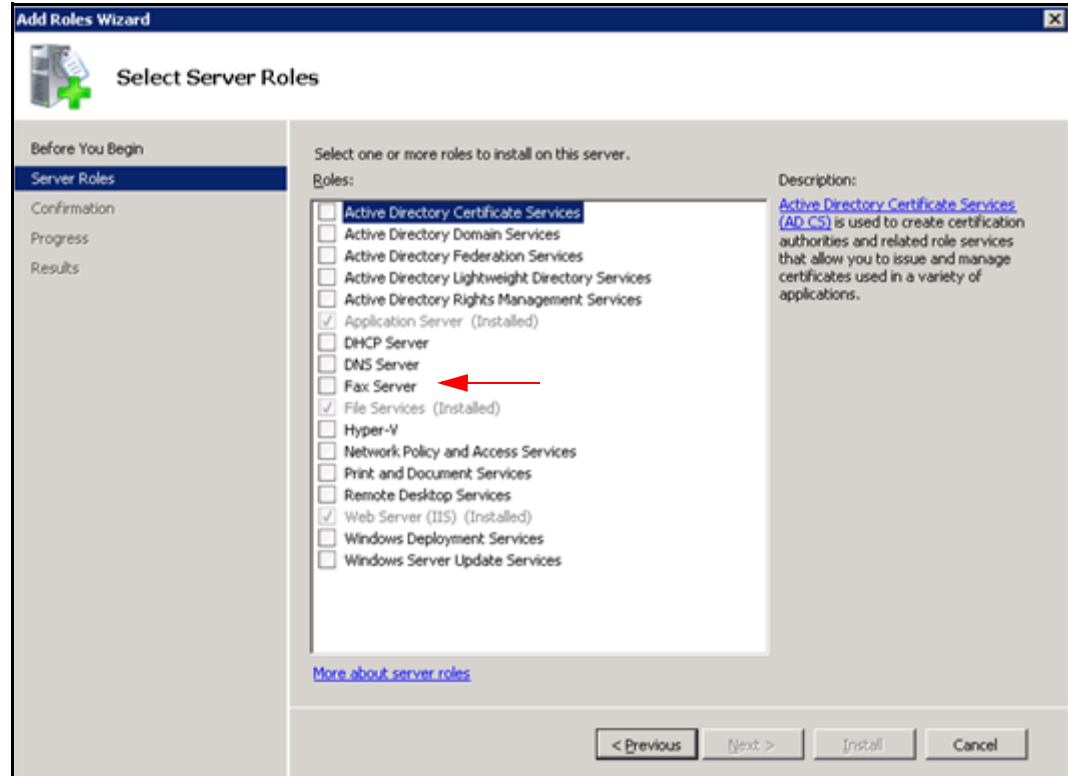 Add Roles Wizard
Select Server Roles
Before You Begin
Server Roles
Confirmation
Progress
Results
Select one or more roles to install on this server.
Roles:
Active Directory Certificate Services
Active Directory Domain Services
Active Directory Federation Services
Active Directory Lightweight Directory Services
Active Directory Rights Management Services
Application Server (Installed)
DHCP Server
DNS Server
Fax Server
File Services (Installed)
Hyper-V
Network Policy and Access Services
Print and Document Services
Remote Desktop Services
Web Server (IIS) (Installed)
Windows Deployment Services
Windows Server Update Services
More about server roles
Description:
Active Directory Certificate Services
(AD CS) is used to create certification
authorities and related role services
that allow you to issue and manage
certificates used in a variety of
applications.
< Previous
Next >
Install
Cancel